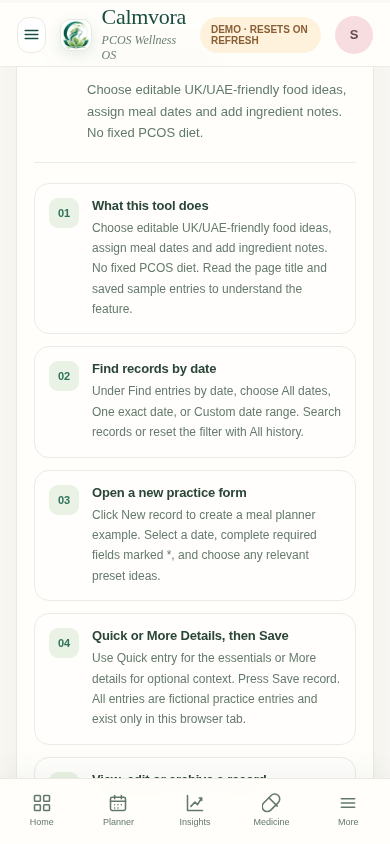 Calmvora
PCOS Wellness
OS
DEMO · RESETS ON
REFRESH
S
Choose editable UK/UAE-friendly food ideas,
assign meal dates and add ingredient notes.
No fixed PCOS diet.
01
What this tool does
Choose editable UK/UAE-friendly food ideas,
assign meal dates and add ingredient notes.
No fixed PCOS diet. Read the page title and
saved sample entries to understand the
feature.
02
Find records by date
Under Find entries by date, choose All dates,
One exact date, or Custom date range. Search
records or reset the filter with All history.
03
Open a new practice form
Click New record to create a meal planner
example. Select a date, complete required
fields marked *, and choose any relevant
preset ideas.
04
Quick or More Details, then Save
Use Quick entry for the essentials or More
details for optional context. Press Save record.
All entries are fictional practice entries and
exist only in this browser tab.
View, edit or archive a record
Home
Planner
Insights
Medicine
More